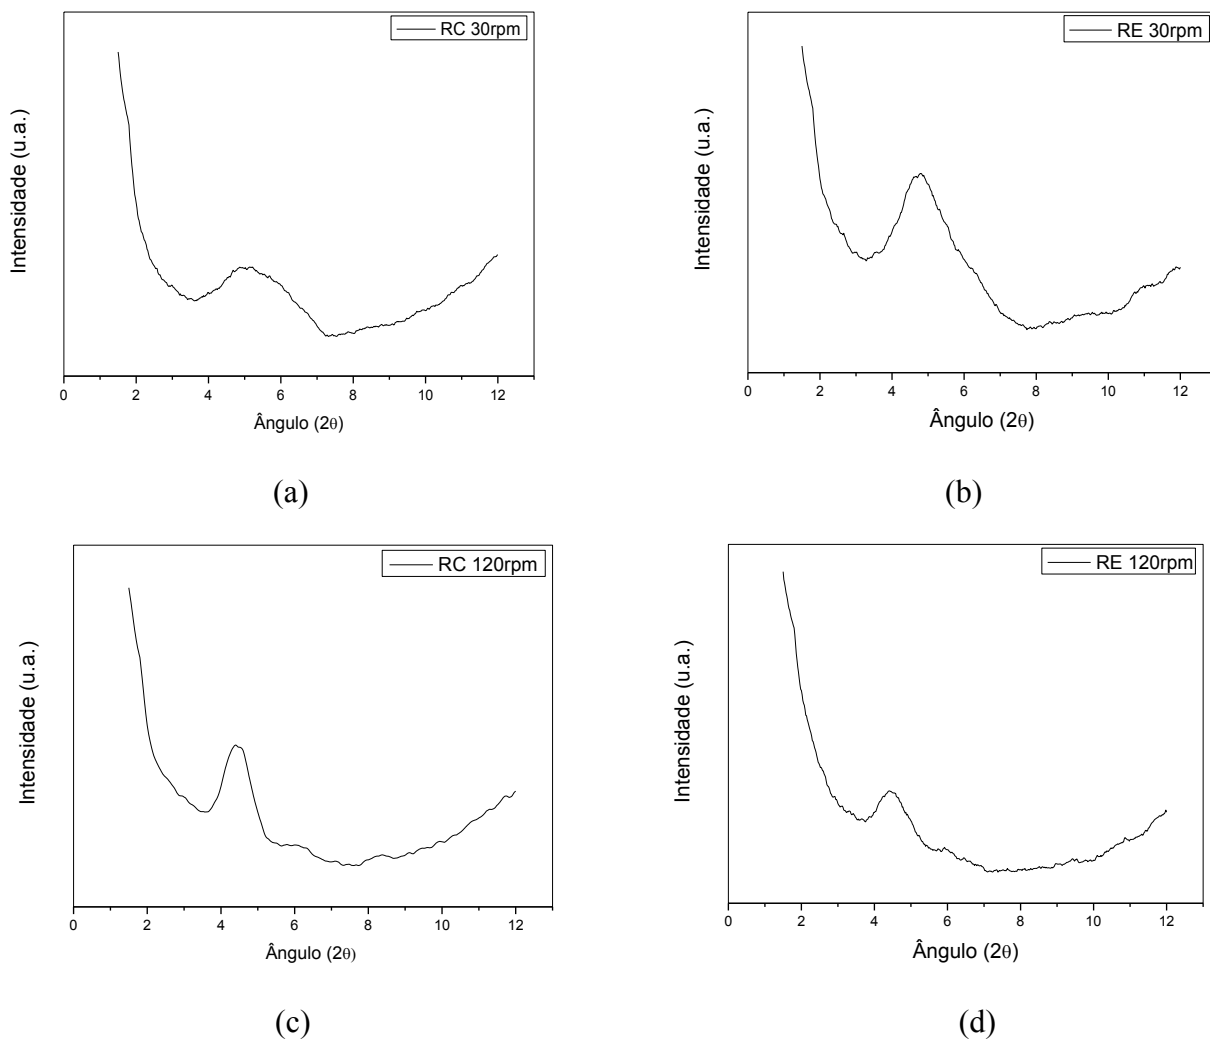 RC 30rpm
Intensidade (u.a.)
0 2 4 6 8 10 12
Ângulo (2θ)
(a)
RE 30rpm
Intensidade (u.a.)
0 2 4 6 8 10 12
Ângulo (2θ)
(b)
RC 120rpm
Intensidade (u.a.)
0 2 4 6 8 10 12
Ângulo (2θ)
(c)
RE 120rpm
Intensidade (u.a.)
0 2 4 6 8 10 12
Ângulo (2θ)
(d)